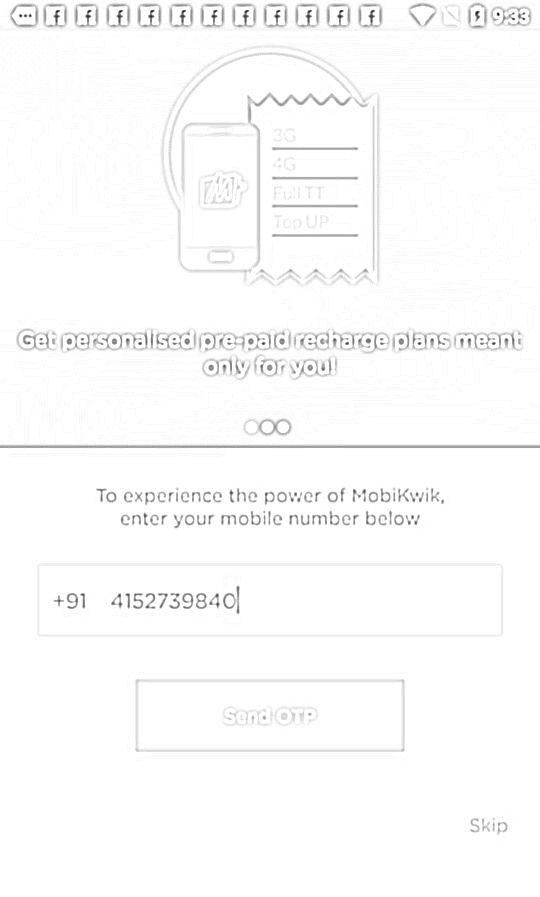 9:33
3G
4G
Full TT
Top UP
Get personalised pre-paid recharge plans meant
only for you!
To experience the power of MobiKwik,
enter your mobile number below
+91 4152739840
Send OTP
Skip